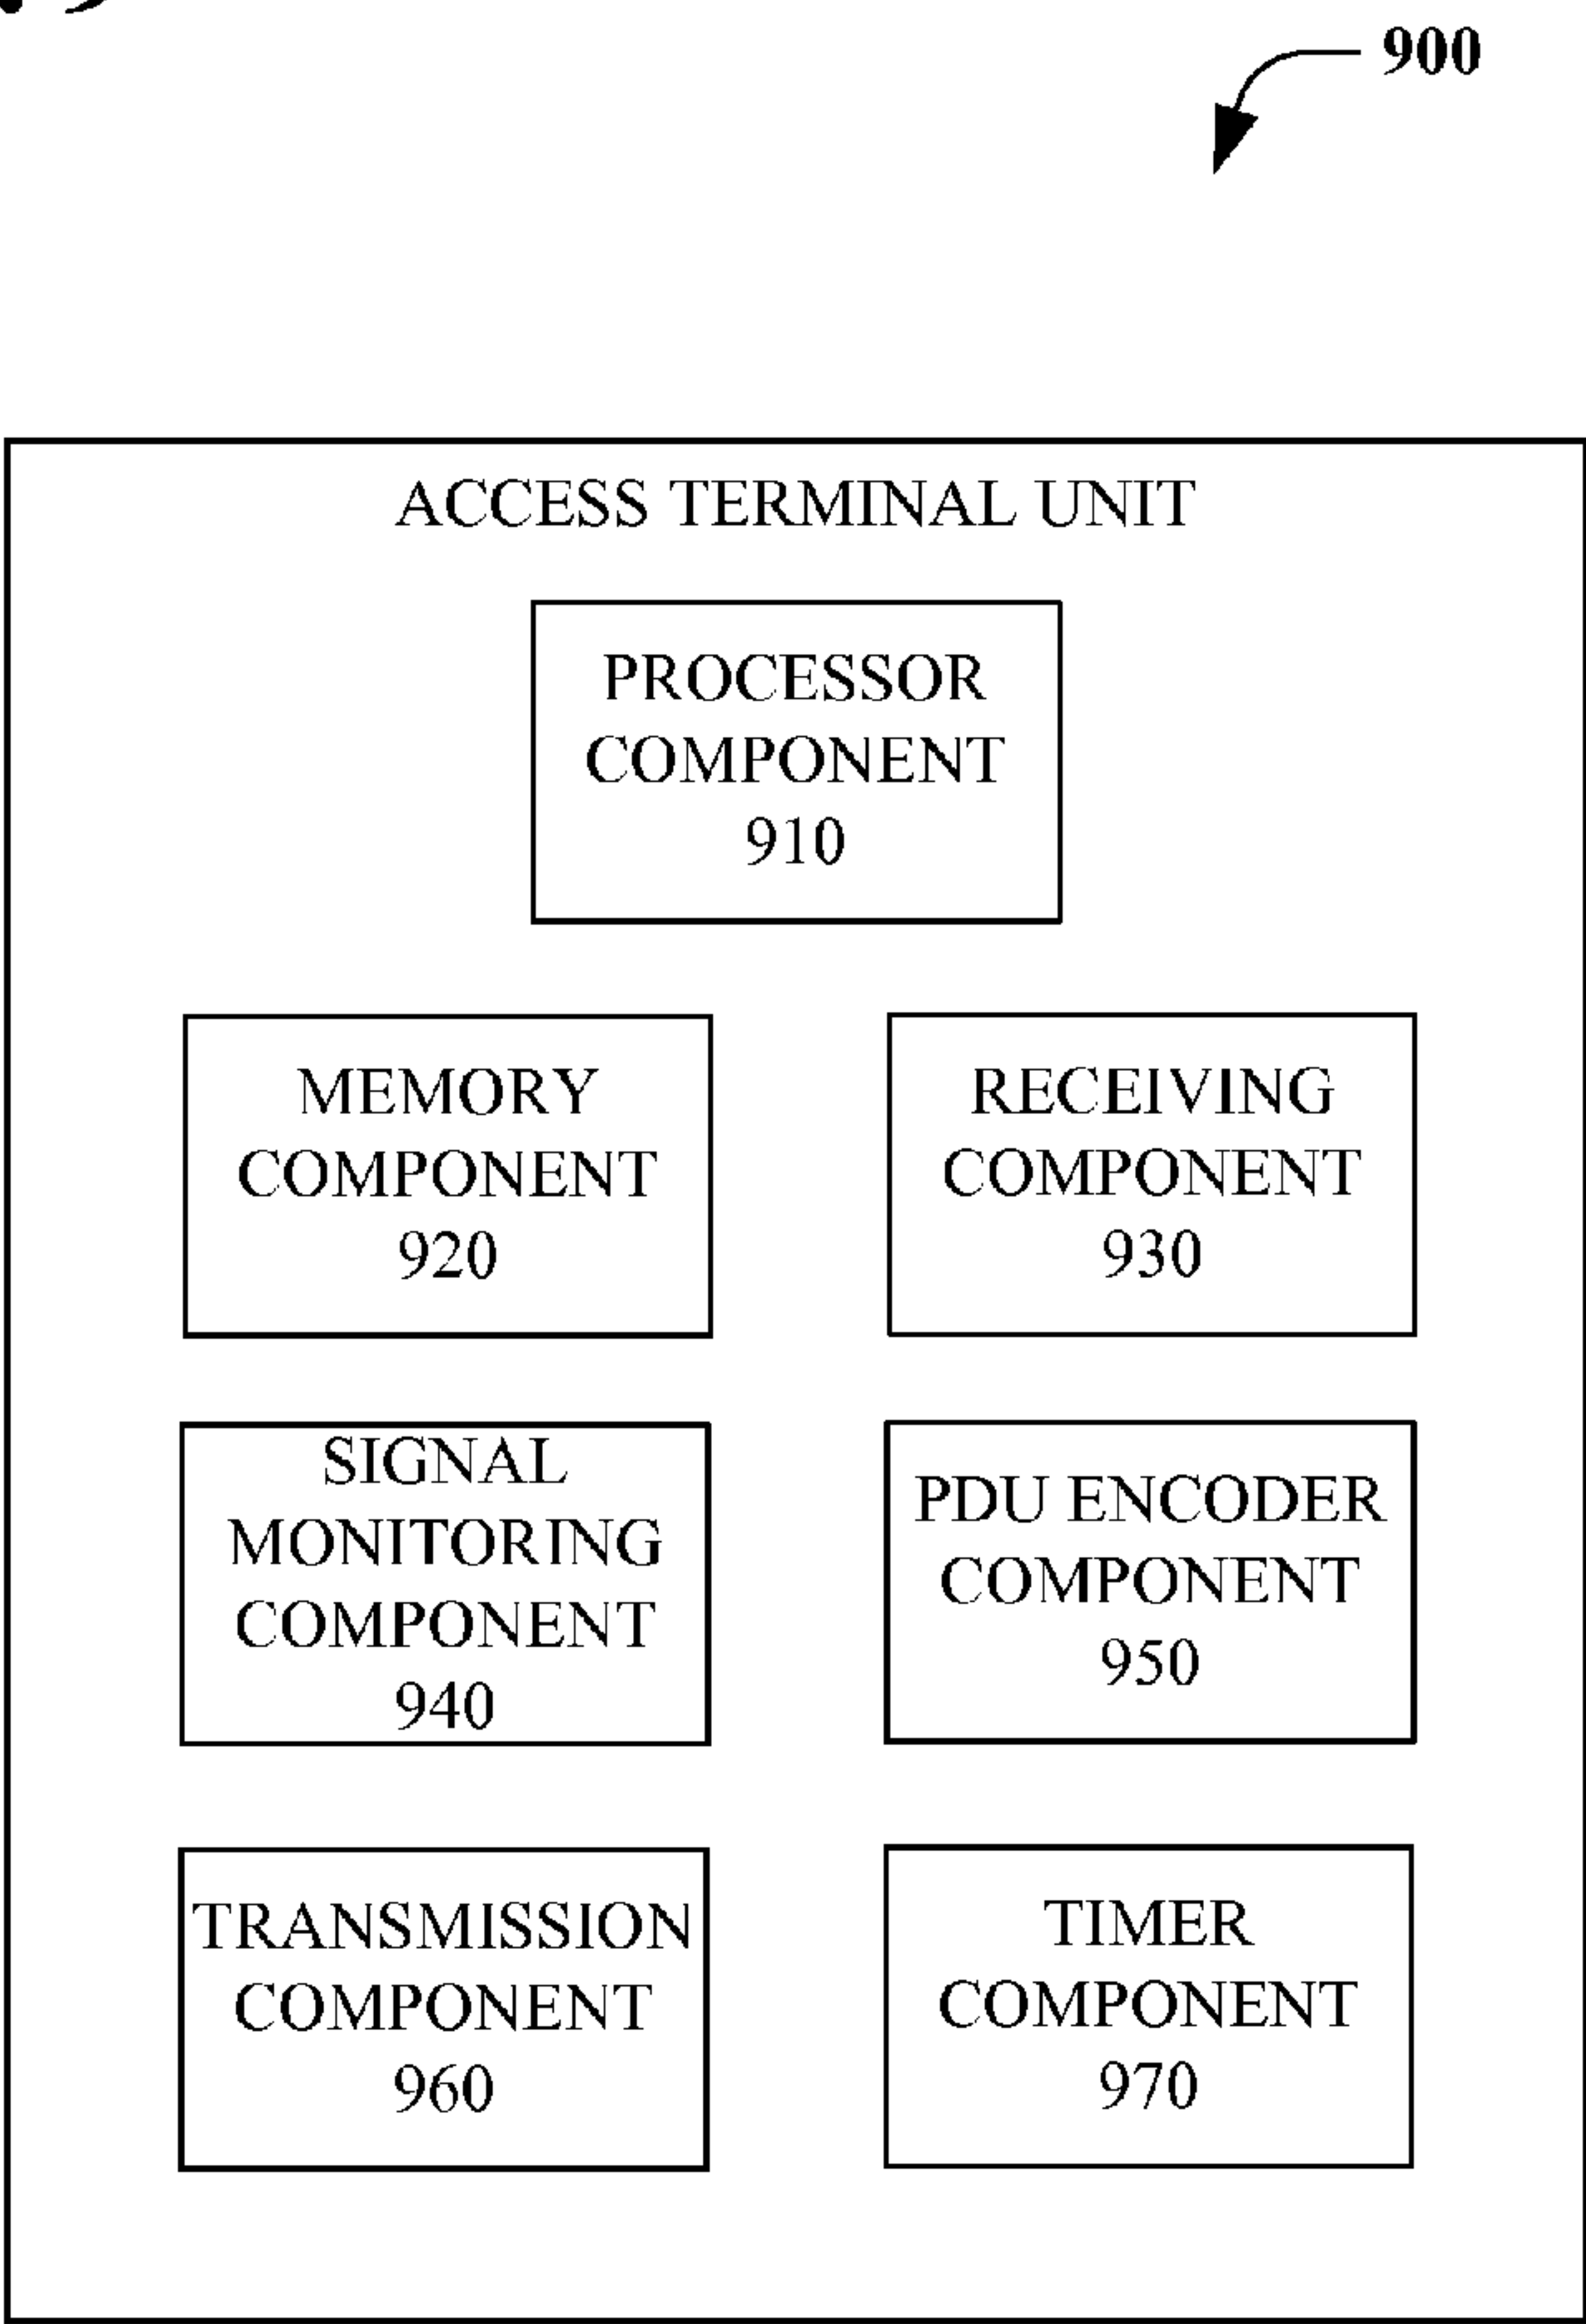 900
ACCESS TERMINAL UNIT
PROCESSOR
COMPONENT
910
MEMORY
COMPONENT
920
RECEIVING
COMPONENT
930
SIGNAL
MONITORING
COMPONENT
940
PDU ENCODER
COMPONENT
950
TRANSMISSION
COMPONENT
960
TIMER
COMPONENT
970